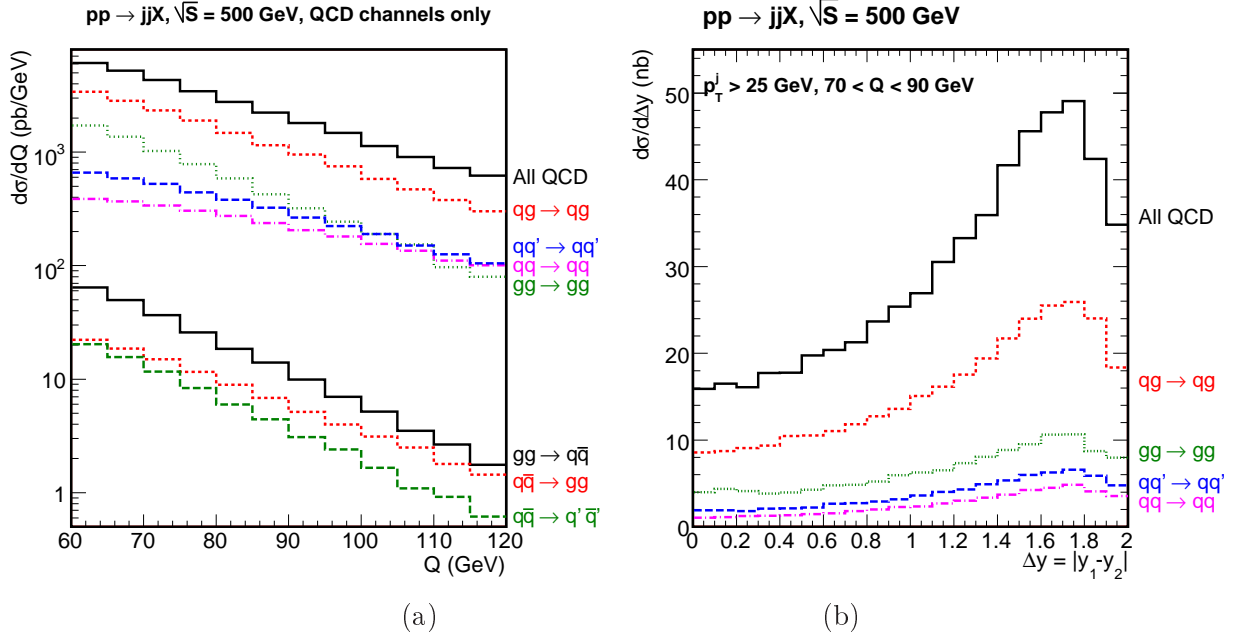 pp → jjX, √S = 500 GeV, QCD channels only
dσ/dQ (pb/GeV)
10³
10²
10
1
60 70 80 90 100 110 120
Q (GeV)
All QCD
qg → qg
qq' → qq'
qq → qq
gg → gg
gg → qq̅
qq̅ → gg
qq̅ → q' q̅'
(a)
pp → jjX, √S = 500 GeV
p_T^j > 25 GeV, 70 < Q < 90 GeV
dσ/dΔy (nb)
50
40
30
20
10
0
0 0.2 0.4 0.6 0.8 1 1.2 1.4 1.6 1.8 2
Δy = |y_1-y_2|
All QCD
qg → qg
gg → gg
qq' → qq'
qq → qq
(b)